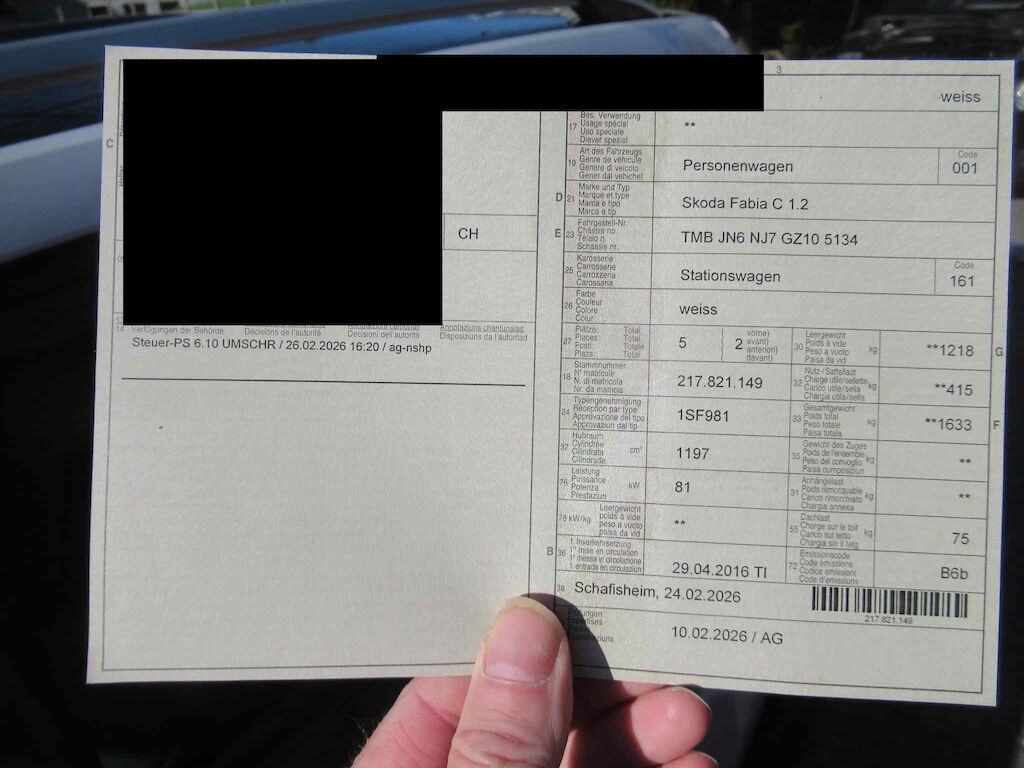 3
weiss
C
17
Bes. Verwendung
Usage spécial
Uso speciale
Diever spezial
**
19
Art des Fahrzeugs
Genre de véhicule
Genere di veicolo
Gener dal vehichel
Personenwagen
Code
001
D
21
Marke und Typ
Marque et type
Marca e tipo
Marca e tip
Skoda Fabia C 1.2
CH
E
23
Fahrgestell-Nr.
Châssis no
Telaio n.
Schassis nr.
TMB JN6 NJ7 GZ10 5134
25
Karosserie
Carrosserie
Carrozzeria
Carossaria
Stationswagen
Code
161
26
Farbe
Couleur
Colore
Colur
weiss
14
Verfügungen der Behörde
Décisions de l'autorité
Decisioni dell'autorità
Annotaziuns chantunalas
Disposiziuns da l'autoritad
Steuer-PS 6.10 UMSCHR / 26.02.2026 16:20 / ag-nshp
27
Plätze: Total
Places: Total
Posti: Totale
Plazs: Total
5
2
vorne)
avant)
anteriori)
davant)
30
Leergewicht
Poids à vide
Peso a vuoto
Paisa da vid
kg
**1218
G
18
Stammnummer
N° matricule
N. di matricola
Nr. da matricla
217.821.149
32
Nutz-/Sattellast
Charge utile/sellette
Carico utile/sella
Chargia utila/sella
kg
**415
24
Typengenehmigung
Réception par type
Approvazione del tipo
Approvaziun dal tip
1SF981
33
Gesamtgewicht
Poids total
Peso totale
Paisa totala
kg
**1633
F
37
Hubraum
Cylindrée
Cilindrata
Cilindrada
cm³
1197
35
Gewicht des Zuges
Poids de l'ensemble
Peso del convoglio
Paisa cumposiziun
kg
**
76
Leistung
Puissance
Potenza
Prestaziun
kW
81
31
Anhängelast
Poids remorquable
Carico rimorchiato
Chargia annexa
kg
**
78 kW/kg
Leergewicht
poids à vide
peso a vuoto
paisa da vid
**
55
Dachlast
Charge sur le toit
Carico sul tetto
Chargia sin il tetg
kg
75
B
36
1. Inverkehrsetzung
1re mise en circulation
1a messa in circolazione
1. entrada en circulaziun
29.04.2016 TI
72
Emissionscode
Code émissions
Codice emissioni
Code d'emissiuns
B6b
38
Schafisheim, 24.02.2026
217.821.149
Expertises
10.02.2026 / AG